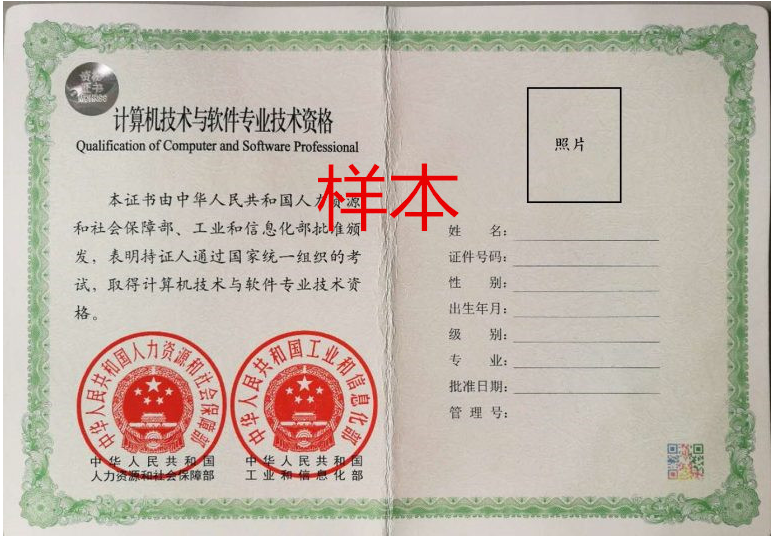 资格
证书
计算机技术与软件专业技术资格
Qualification of Computer and Software Professional
样本
本证书由中华人民共和国人力资源
和社会保障部、工业和信息化部批准颁
发，表明持证人通过国家统一组织的考
试，取得计算机技术与软件专业技术资
格。
中华人民共和国人力资源和社会保障部
中华人民共和国工业和信息化部
中华人民共和国
人力资源和社会保障部
中华人民共和国
工业和信息化部
照片
姓 名：
证件号码：
性 别：
出生年月：
级 别：
专 业：
批准日期：
管 理 号：